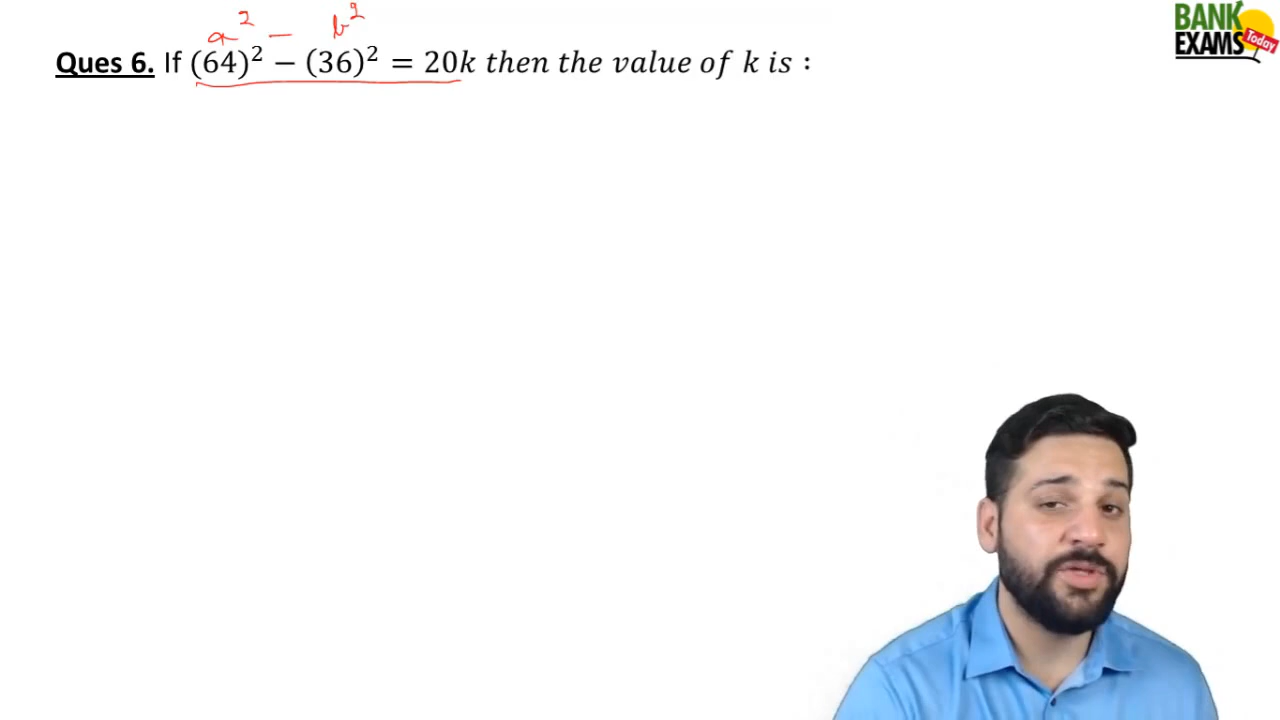 a² − b²
Ques 6. If (64)² − (36)² = 20k then the value of k is :
BANK
EXAMS Today